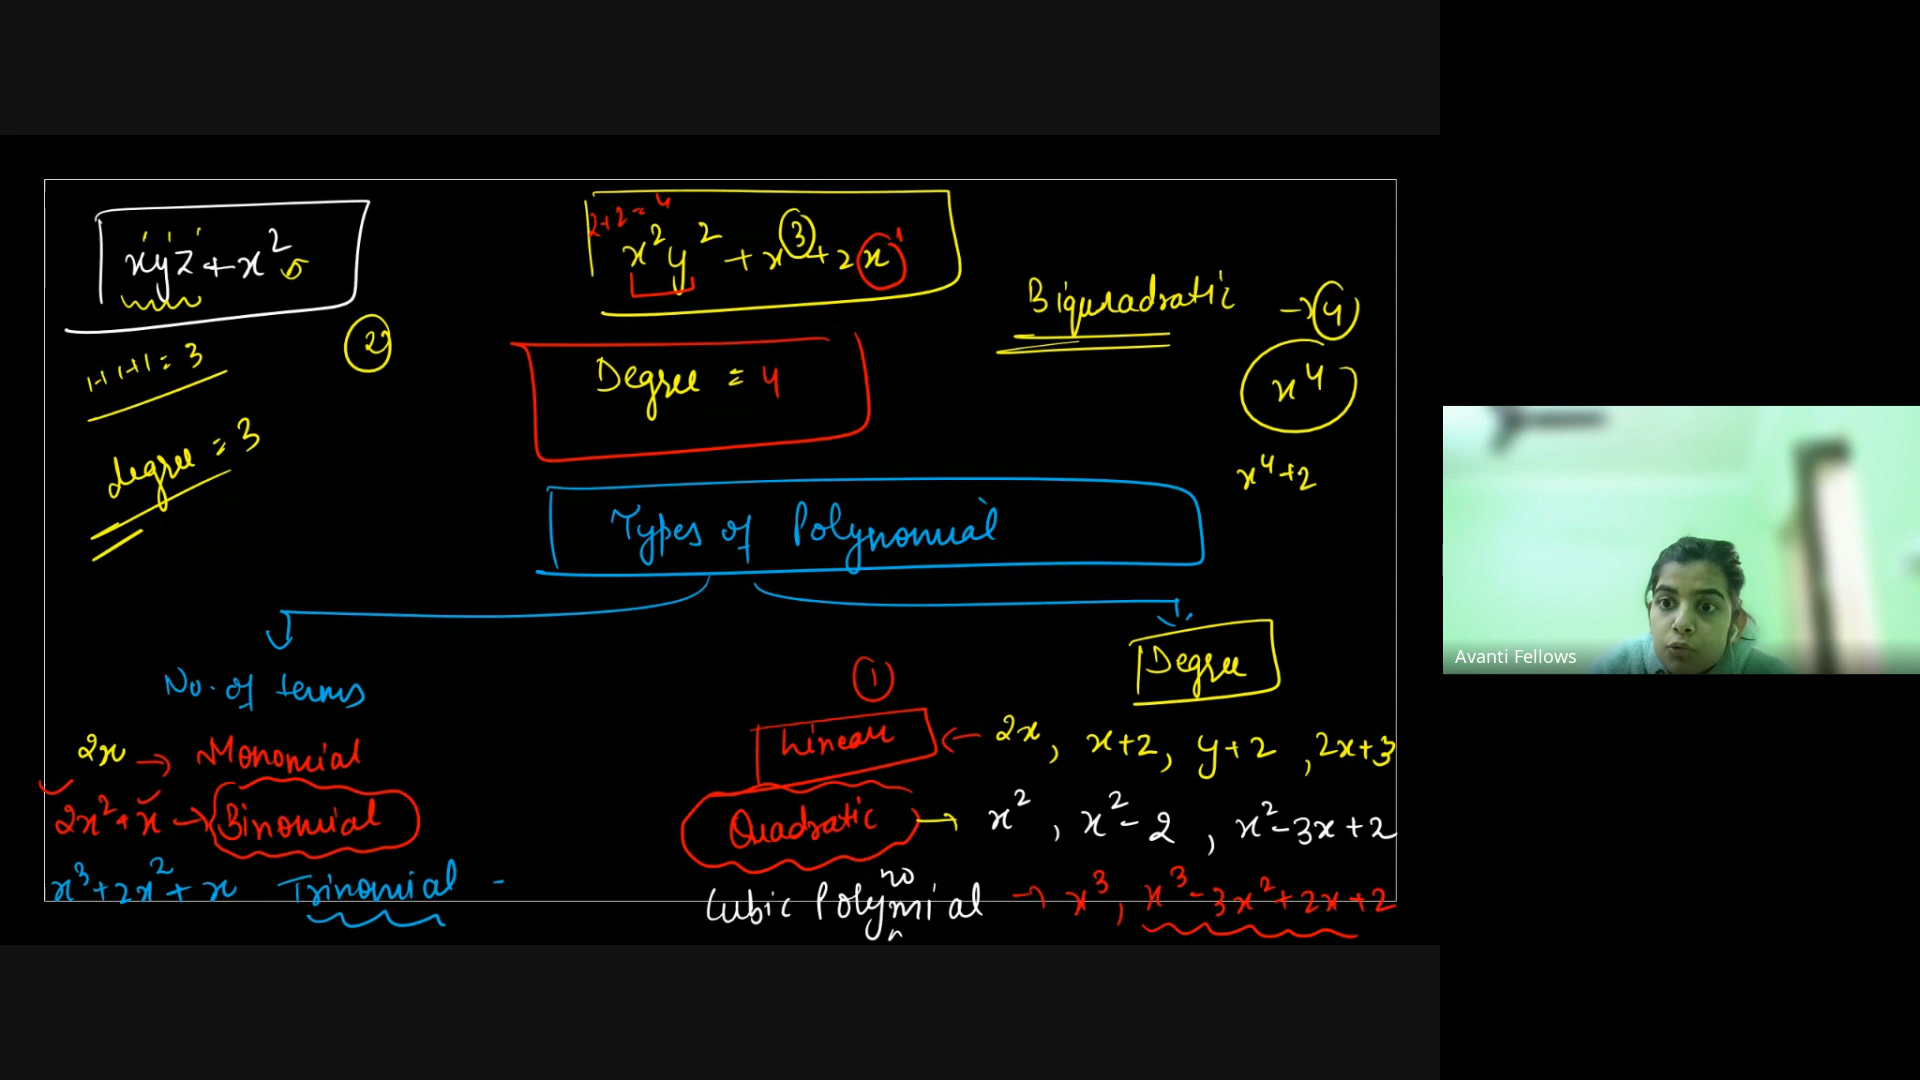 xyz + x²
1+1+1 = 3
2
degree = 3
2+2 = 4
x²y² + x³ + 2x¹
Degree = 4
Biquadratic → 4
x⁴
x⁴+2
Types of Polynomial
No. of terms
2x → Monomial
2x² + x → Binomial
x³+2x²+x Trinomial -
Degree
1
Linear ← 2x, x+2, y+2, 2x+3
Quadratic → x², x²-2, x²-3x+2
Cubic Polynomial → x³, x³-3x²+2x+2
Avanti Fellows